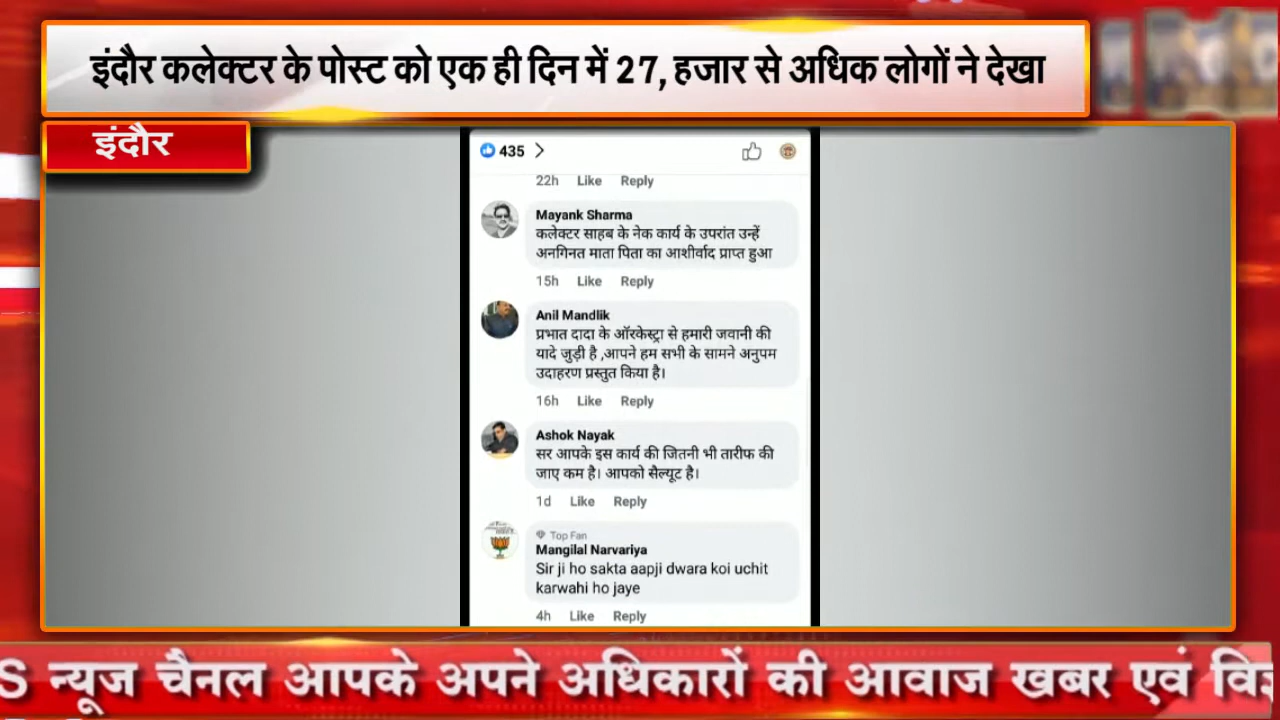 इंदौर कलेक्टर के पोस्ट को एक ही दिन में 27, हजार से अधिक लोगों ने देखा
इंदौर
435
22h Like Reply
Mayank Sharma
कलेक्टर साहब के नेक कार्य के उपरांत उन्हें
अनगिनत माता पिता का आशीर्वाद प्राप्त हुआ
15h Like Reply
Anil Mandlik
प्रभात दादा के ऑरकेस्ट्रा से हमारी जवानी की
यादे जुड़ी है ,आपने हम सभी के सामने अनुपम
उदाहरण प्रस्तुत किया है।
16h Like Reply
Ashok Nayak
सर आपके इस कार्य की जितनी भी तारीफ की
जाए कम है। आपको सैल्यूट है।
1d Like Reply
Top Fan
Mangilal Narvariya
Sir ji ho sakta aapji dwara koi uchit
karwahi ho jaye
4h Like Reply
S न्यूज चैनल आपके अपने अधिकारों की आवाज खबर एवं